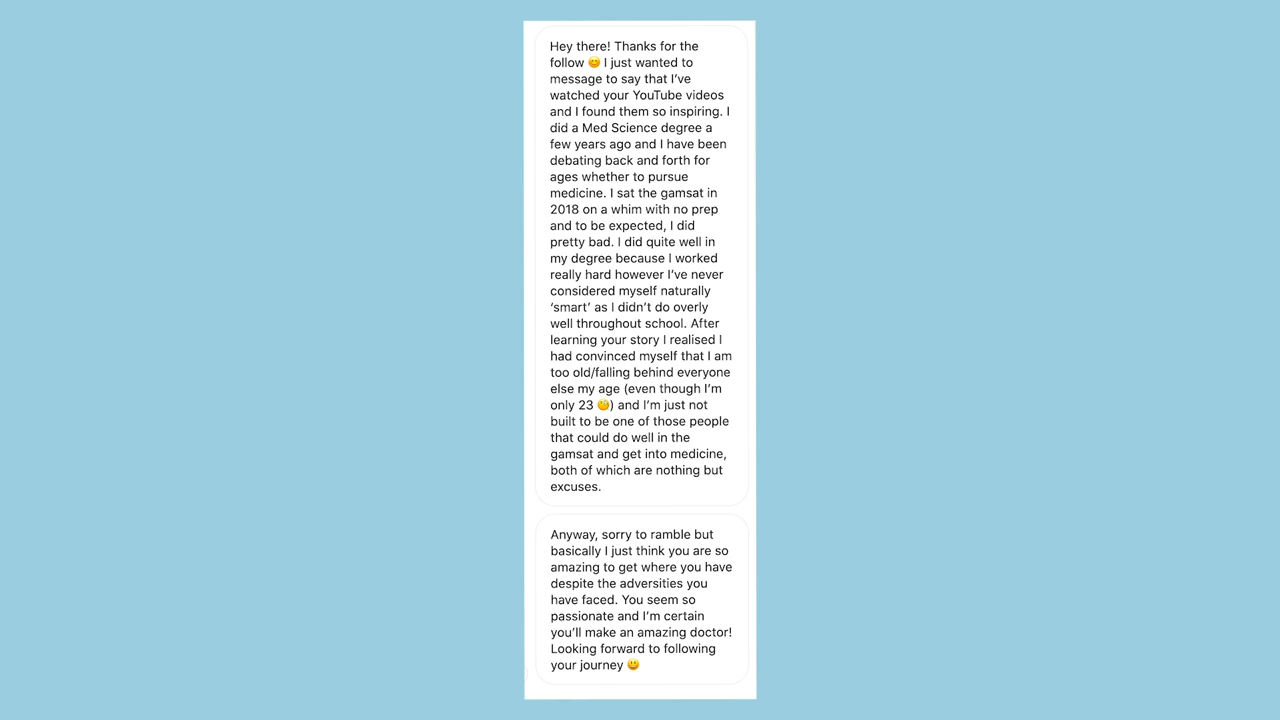 Hey there! Thanks for the
follow 😊 I just wanted to
message to say that I've
watched your YouTube videos
and I found them so inspiring. I
did a Med Science degree a
few years ago and I have been
debating back and forth for
ages whether to pursue
medicine. I sat the gamsat in
2018 on a whim with no prep
and to be expected, I did
pretty bad. I did quite well in
my degree because I worked
really hard however I've never
considered myself naturally
‘smart’ as I didn't do overly
well throughout school. After
learning your story I realised I
had convinced myself that I am
too old/falling behind everyone
else my age (even though I'm
only 23 🧐) and I'm just not
built to be one of those people
that could do well in the
gamsat and get into medicine,
both of which are nothing but
excuses.
Anyway, sorry to ramble but
basically I just think you are so
amazing to get where you have
despite the adversities you
have faced. You seem so
passionate and I'm certain
you'll make an amazing doctor!
Looking forward to following
your journey 😀